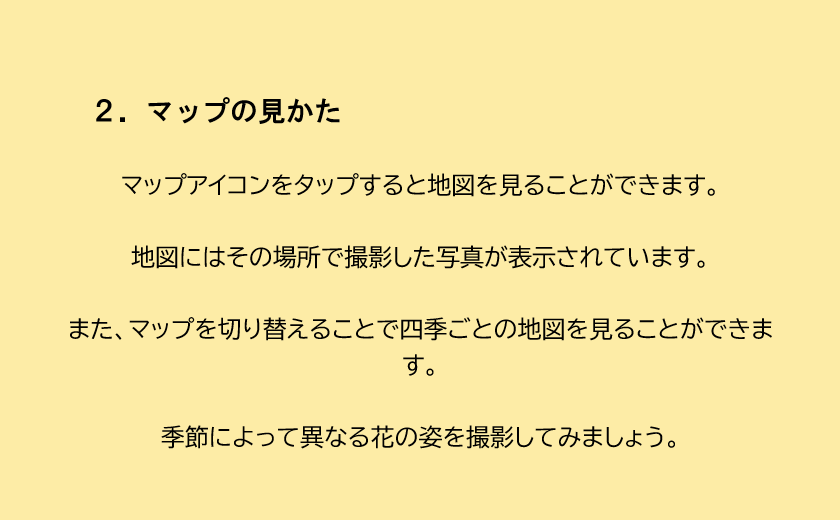 ２．マップの見かた
マップアイコンをタップすると地図を見ることができます。
地図にはその場所で撮影した写真が表示されています。
また、マップを切り替えることで四季ごとの地図を見ることができま
す。
季節によって異なる花の姿を撮影してみましょう。